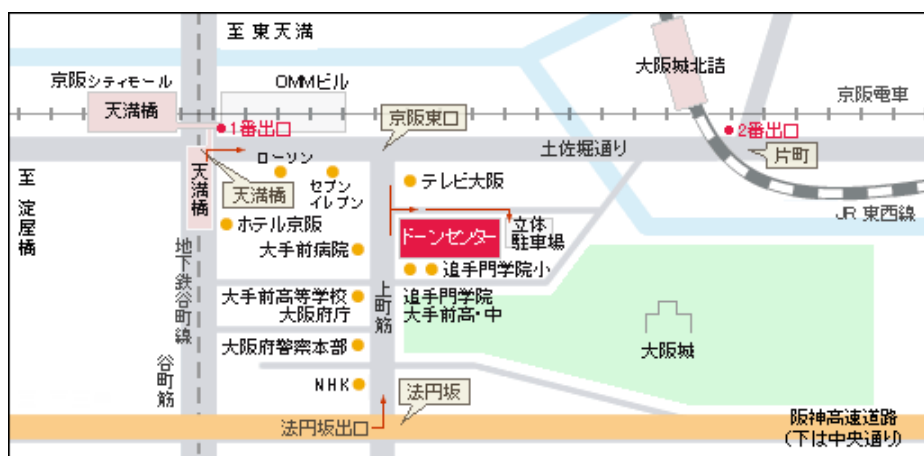 至 東天満
京阪シティモール
OMMビル
大阪城北詰
天満橋
京阪電車
1番出口
京阪東口
2番出口
土佐堀通り
片町
ローソン
至 淀屋橋
天満橋
天満橋
セブン
イレブン
テレビ大阪
ホテル京阪
ドーンセンター
立体
駐車場
JR 東西線
大手前病院
追手門学院小
地下鉄谷町線
大手前高等学校
大阪府庁
上町筋
追手門学院
大手前高・中
大阪府警察本部
大阪城
谷町筋
NHK
法円坂
法円坂出口
阪神高速道路
(下は中央通り)